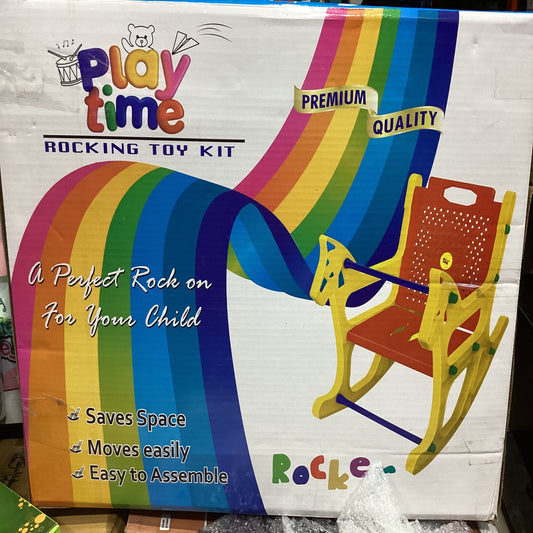 play
time
ROCKING TOY KIT
PREMIUM
QUALITY
A Perfect Rock on
For Your Child
Saves Space
Moves easily
Easy to Assemble